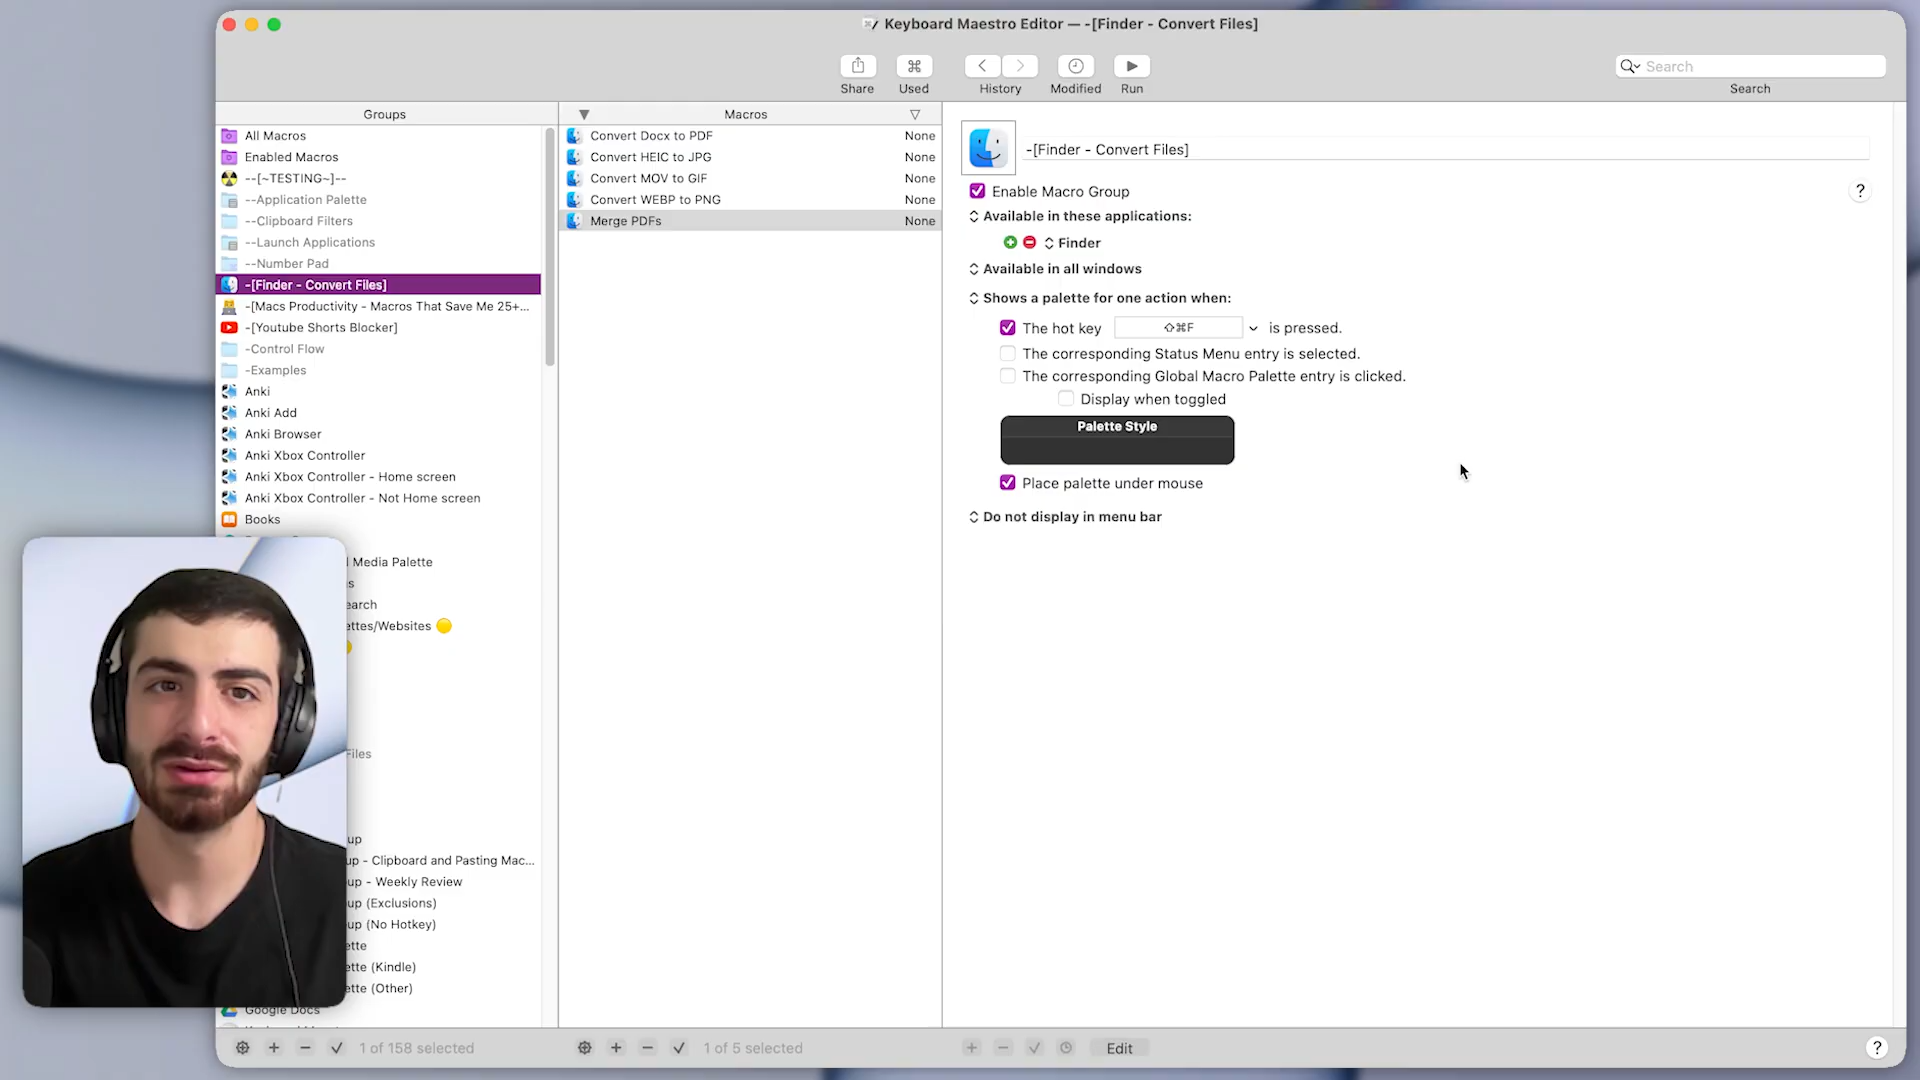 Keyboard Maestro Editor — -[Finder - Convert Files]
Share
Used
History
Modified
Run
Search
Search
Groups
All Macros
Enabled Macros
--[~TESTING~]--
--Application Palette
--Clipboard Filters
--Launch Applications
--Number Pad
-[Finder - Convert Files]
-[Macs Productivity - Macros That Save Me 25+...
-[Youtube Shorts Blocker]
-Control Flow
-Examples
Anki
Anki Add
Anki Browser
Anki Xbox Controller
Anki Xbox Controller - Home screen
Anki Xbox Controller - Not Home screen
Books
Media Palette
ettes/Websites
Files
up
up - Clipboard and Pasting Mac...
up - Weekly Review
up (Exclusions)
up (No Hotkey)
ette
ette (Kindle)
ette (Other)
Google Docs
1 of 158 selected
Macros
Convert Docx to PDF None
Convert HEIC to JPG None
Convert MOV to GIF None
Convert WEBP to PNG None
Merge PDFs None
1 of 5 selected
-[Finder - Convert Files]
Enable Macro Group
?
Available in these applications:
Finder
Available in all windows
Shows a palette for one action when:
The hot key ⇧⌘F is pressed.
The corresponding Status Menu entry is selected.
The corresponding Global Macro Palette entry is clicked.
Display when toggled
Palette Style
Place palette under mouse
Do not display in menu bar
Edit
?